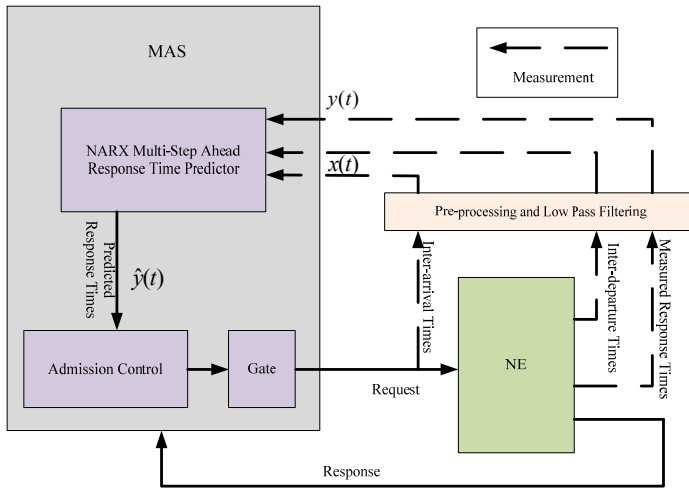 MAS
Measurement
y(t)
NARX Multi-Step Ahead
Response Time Predictor
x(t)
Pre-processing and Low Pass Filtering
Predicted
Response Times
ŷ(t)
Inter-arrival Times
Inter-departure Times
Measured Response Times
Admission Control
Gate
NE
Request
Response